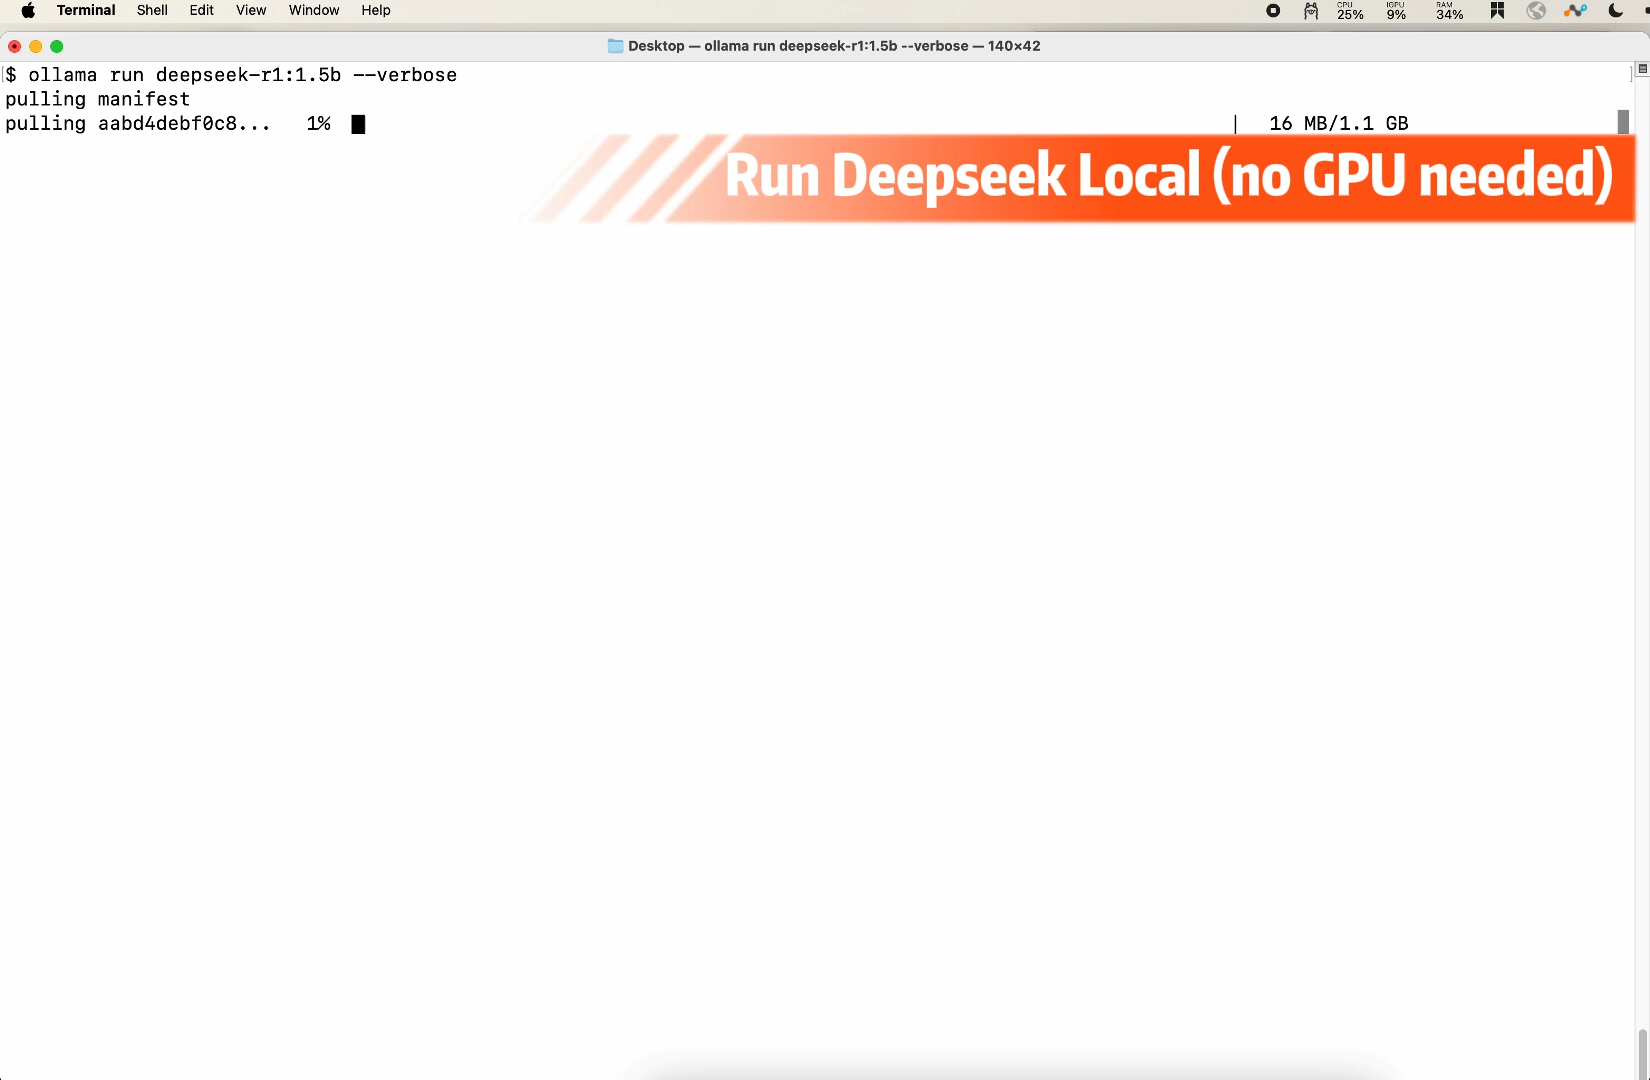 Terminal Shell Edit View Window Help CPU 25% IGPU 9% RAM 34%
Desktop — ollama run deepseek-r1:1.5b --verbose — 140×42
$ ollama run deepseek-r1:1.5b --verbose
pulling manifest
pulling aabd4debf0c8... 1% | 16 MB/1.1 GB
Run Deepseek Local (no GPU needed)